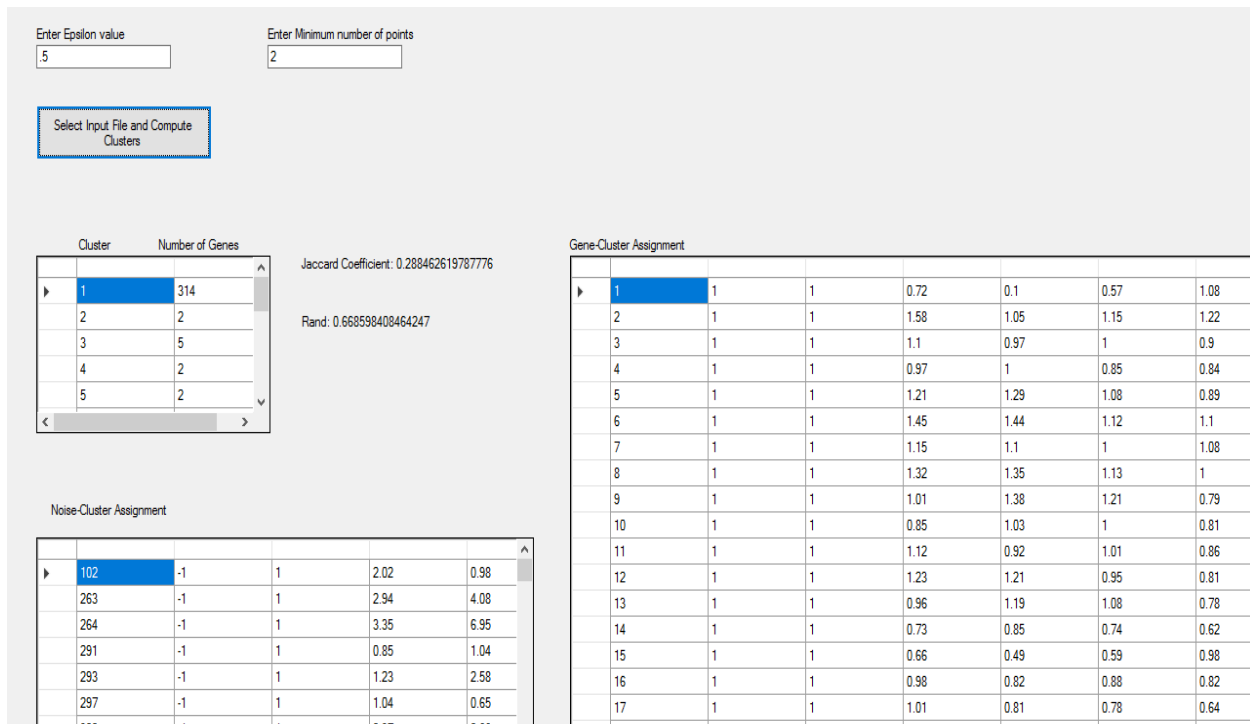 Enter Epsilon value Enter Minimum number of points
.5 2
Select Input File and Compute
Clusters
Cluster Number of Genes
1 314
2 2
3 5
4 2
5 2
Jaccard Coefficient: 0.288462619787776
Rand: 0.668598408464247
Noise-Cluster Assignment
102 -1 1 2.02 0.98
263 -1 1 2.94 4.08
264 -1 1 3.35 6.95
291 -1 1 0.85 1.04
293 -1 1 1.23 2.58
297 -1 1 1.04 0.65
Gene-Cluster Assignment
1 1 1 0.72 0.1 0.57 1.08
2 1 1 1.58 1.05 1.15 1.22
3 1 1 1.1 0.97 1 0.9
4 1 1 0.97 1 0.85 0.84
5 1 1 1.21 1.29 1.08 0.89
6 1 1 1.45 1.44 1.12 1.1
7 1 1 1.15 1.1 1 1.08
8 1 1 1.32 1.35 1.13 1
9 1 1 1.01 1.38 1.21 0.79
10 1 1 0.85 1.03 1 0.81
11 1 1 1.12 0.92 1.01 0.86
12 1 1 1.23 1.21 0.95 0.81
13 1 1 0.96 1.19 1.08 0.78
14 1 1 0.73 0.85 0.74 0.62
15 1 1 0.66 0.49 0.59 0.98
16 1 1 0.98 0.82 0.88 0.82
17 1 1 1.01 0.81 0.78 0.64